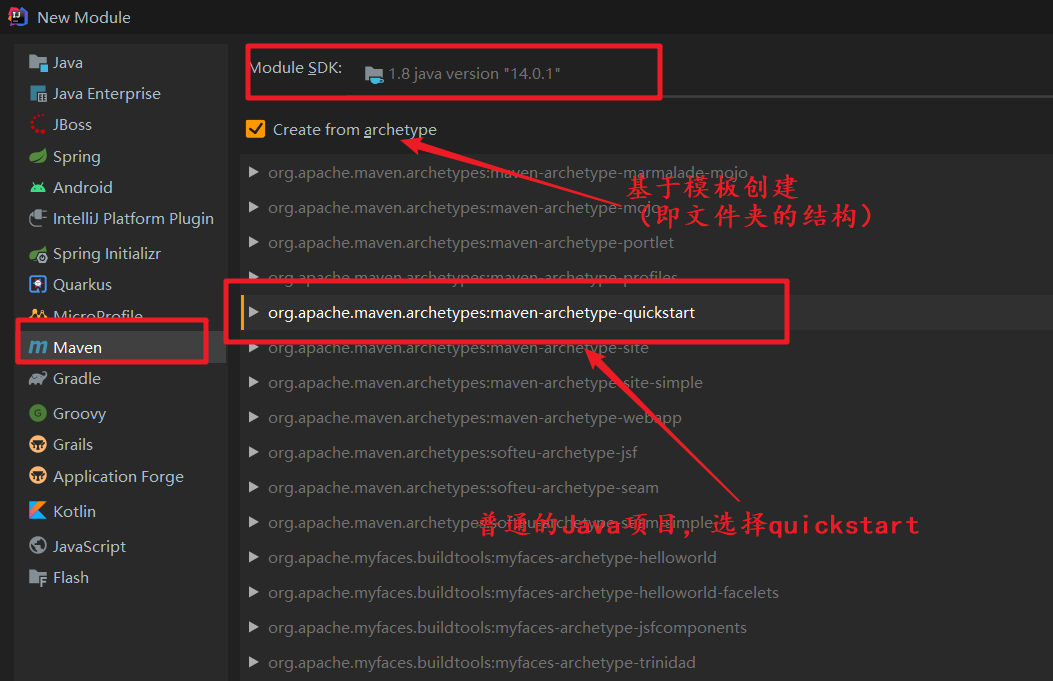 New Module
Java
Java Enterprise
JBoss
Spring
Android
IntelliJ Platform Plugin
Spring Initializr
Quarkus
MicroProfile
Maven
Gradle
Groovy
Grails
Application Forge
Kotlin
JavaScript
Flash
Module SDK:
1.8 java version "14.0.1"
Create from archetype
org.apache.maven.archetypes:maven-archetype-marmalade-mojo
org.apache.maven.archetypes:maven-archetype-mojo
org.apache.maven.archetypes:maven-archetype-portlet
org.apache.maven.archetypes:maven-archetype-profiles
org.apache.maven.archetypes:maven-archetype-quickstart
org.apache.maven.archetypes:maven-archetype-site
org.apache.maven.archetypes:maven-archetype-site-simple
org.apache.maven.archetypes:maven-archetype-webapp
org.apache.maven.archetypes:softeu-archetype-jsf
org.apache.maven.archetypes:softeu-archetype-seam
org.apache.maven.archetypes:softeu-archetype-seam-simple
org.apache.myfaces.buildtools:myfaces-archetype-helloworld
org.apache.myfaces.buildtools:myfaces-archetype-helloworld-facelets
org.apache.myfaces.buildtools:myfaces-archetype-jsfcomponents
org.apache.myfaces.buildtools:myfaces-archetype-trinidad
基于模板创建
（即文件夹的结构）
普通的Java项目，选择quickstart